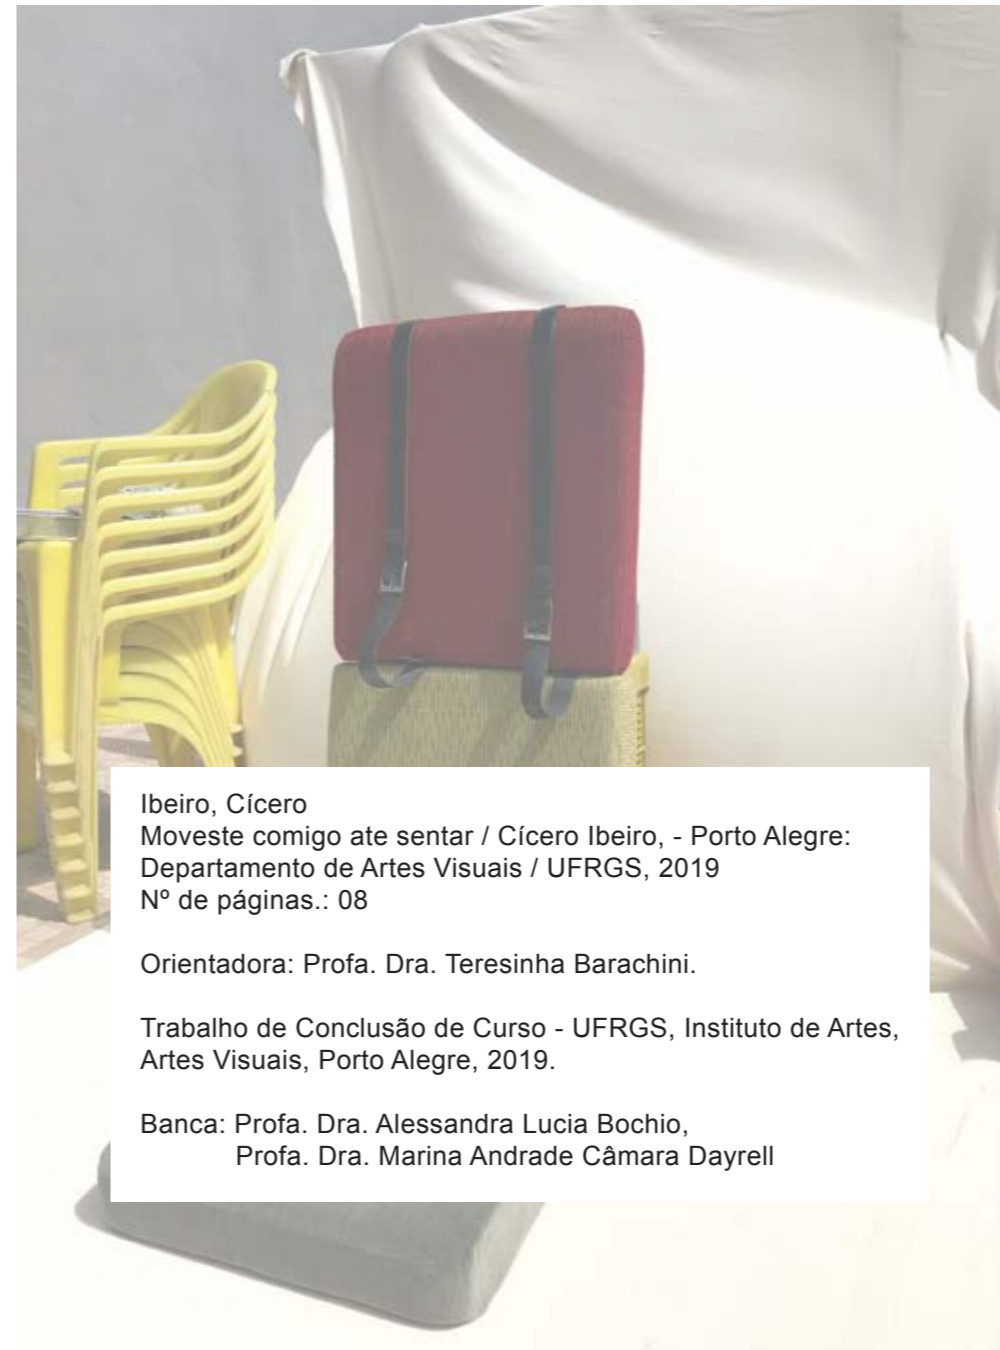 Ibeiro, Cícero
Moveste comigo ate sentar / Cícero Ibeiro, - Porto Alegre:
Departamento de Artes Visuais / UFRGS, 2019
Nº de páginas.: 08
Orientadora: Profa. Dra. Teresinha Barachini.
Trabalho de Conclusão de Curso - UFRGS, Instituto de Artes,
Artes Visuais, Porto Alegre, 2019.
Banca: Profa. Dra. Alessandra Lucia Bochio,
Profa. Dra. Marina Andrade Câmara Dayrell